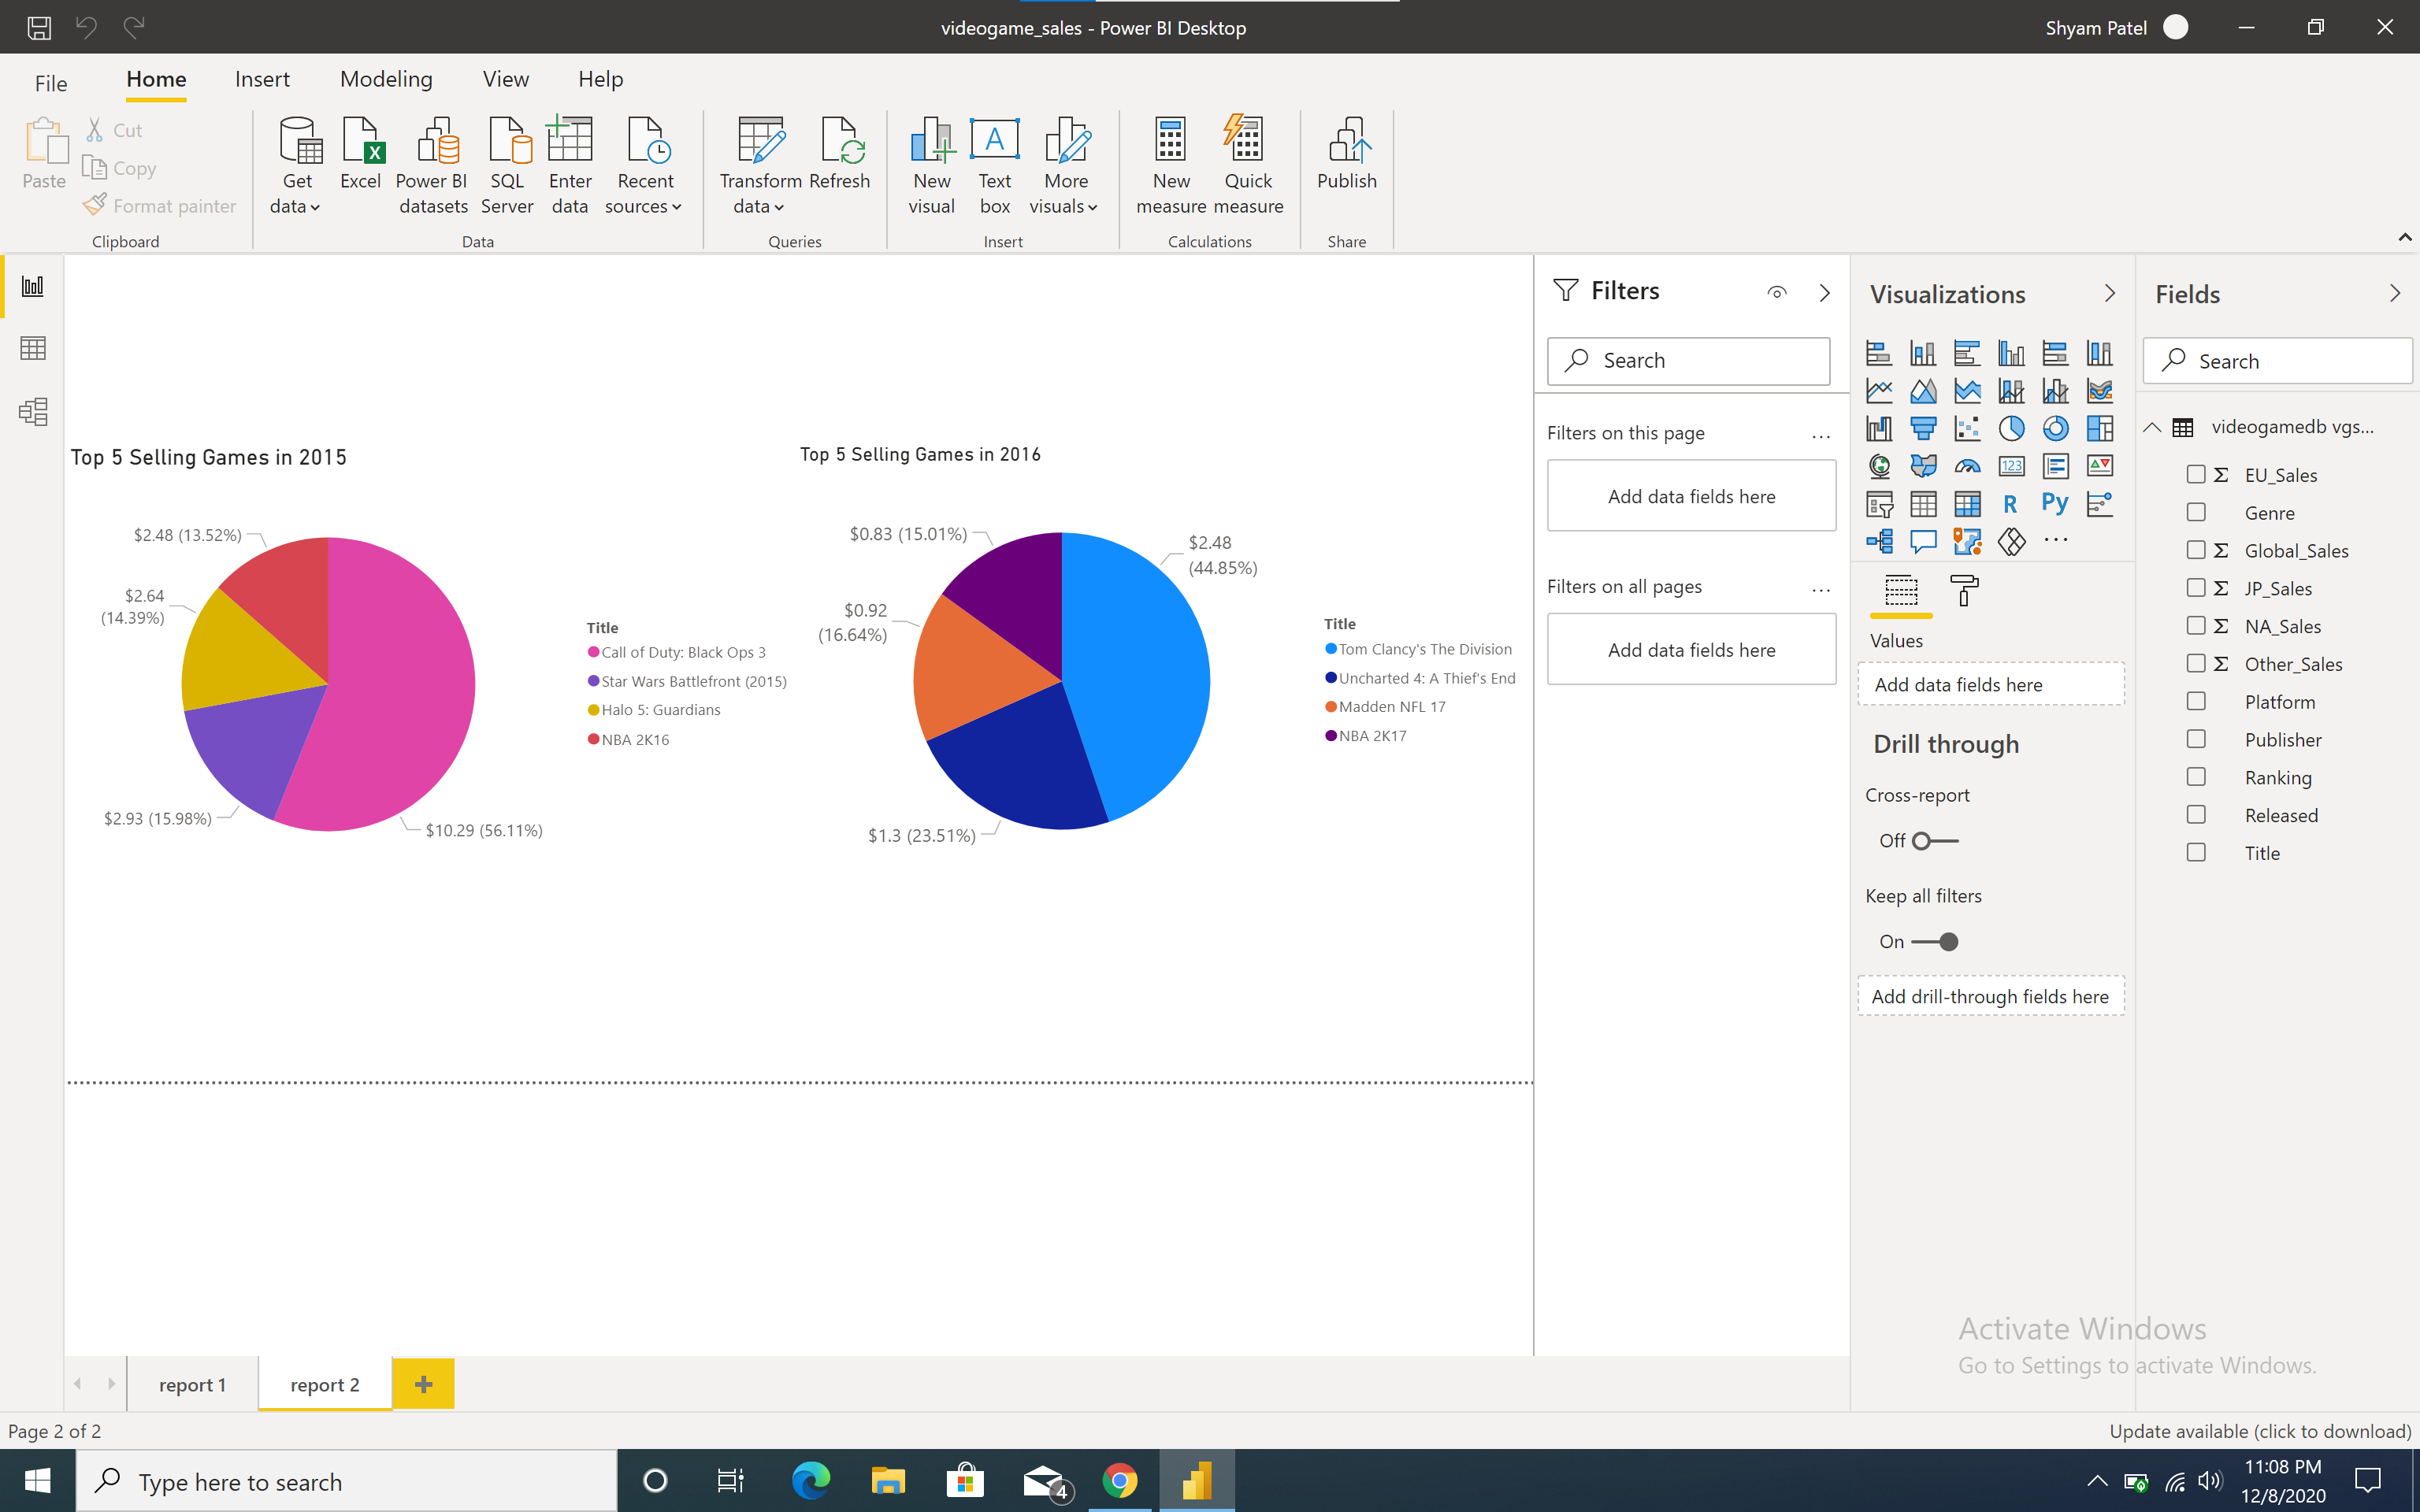 videogame_sales - Power BI Desktop
Shyam Patel
File
Home
Insert
Modeling
View
Help
Paste
Cut
Copy
Format painter
Clipboard
Get data
Excel
Power BI datasets
SQL Server
Enter data
Recent sources
Data
Transform data
Refresh
Queries
New visual
Text box
More visuals
Insert
New measure
Quick measure
Calculations
Publish
Share
Top 5 Selling Games in 2015
$2.48 (13.52%)
$2.64
(14.39%)
$2.93 (15.98%)
$10.29 (56.11%)
Title
Call of Duty: Black Ops 3
Star Wars Battlefront (2015)
Halo 5: Guardians
NBA 2K16
Top 5 Selling Games in 2016
$0.83 (15.01%)
$2.48
(44.85%)
$0.92
(16.64%)
$1.3 (23.51%)
Title
Tom Clancy's The Division
Uncharted 4: A Thief's End
Madden NFL 17
NBA 2K17
Filters
Search
Filters on this page
...
Add data fields here
Filters on all pages
...
Add data fields here
Visualizations
123
R
Py
...
Values
Add data fields here
Drill through
Cross-report
Off
Keep all filters
On
Add drill-through fields here
Fields
Search
videogamedb vgs...
Σ EU_Sales
Genre
Σ Global_Sales
Σ JP_Sales
Σ NA_Sales
Σ Other_Sales
Platform
Publisher
Ranking
Released
Title
Activate Windows
Go to Settings to activate Windows.
report 1
report 2
Page 2 of 2
Update available (click to download)
Type here to search
4
11:08 PM
12/8/2020